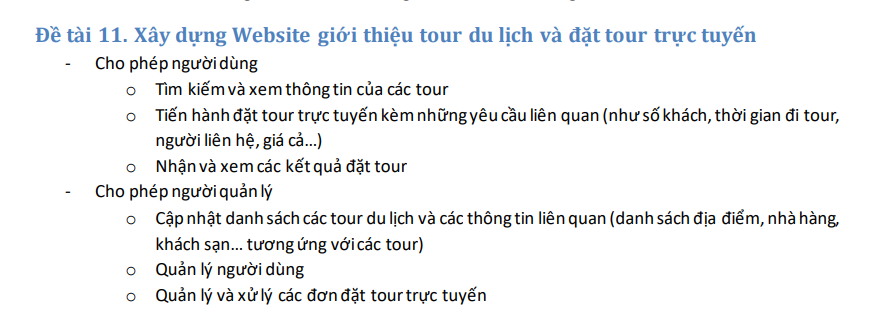 Đề tài 11. Xây dựng Website giới thiệu tour du lịch và đặt tour trực tuyến
- Cho phép người dùng
o Tìm kiếm và xem thông tin của các tour
o Tiến hành đặt tour trực tuyến kèm những yêu cầu liên quan (như số khách, thời gian đi tour,
người liên hệ, giá cả...)
o Nhận và xem các kết quả đặt tour
- Cho phép người quản lý
o Cập nhật danh sách các tour du lịch và các thông tin liên quan (danh sách địa điểm, nhà hàng,
khách sạn... tương ứng với các tour)
o Quản lý người dùng
o Quản lý và xử lý các đơn đặt tour trực tuyến